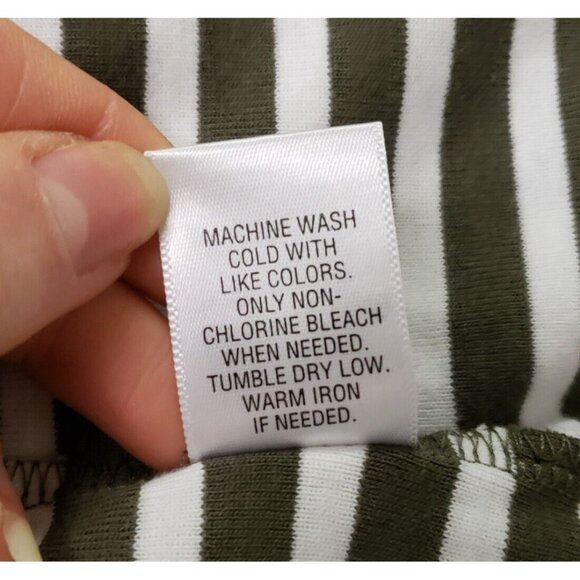 MACHINE WASH
COLD WITH
LIKE COLORS.
ONLY NON-
CHLORINE BLEACH
WHEN NEEDED.
TUMBLE DRY LOW.
WARM IRON
IF NEEDED.